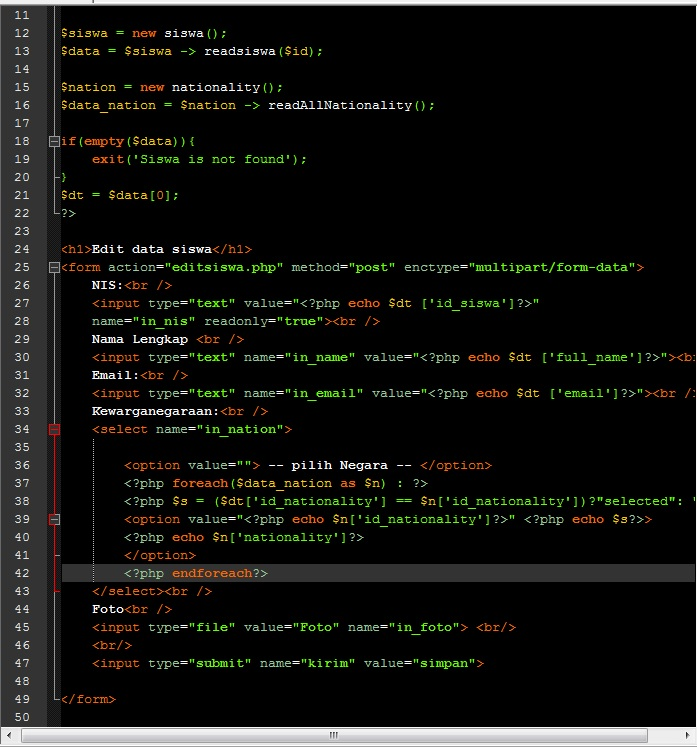 11
12 $siswa = new siswa();
13 $data = $siswa -> readsiswa($id);
14
15 $nation = new nationality();
16 $data_nation = $nation -> readAllNationality();
17
18 if(empty($data)){
19 exit('Siswa is not found');
20 }
21 $dt = $data[0];
22 ?>
23
24 <h1>Edit data siswa</h1>
25 <form action="editsiswa.php" method="post" enctype="multipart/form-data">
26 NIS:<br />
27 <input type="text" value="<?php echo $dt ['id_siswa']?>"
28 name="in_nis" readonly="true"><br />
29 Nama Lengkap <br />
30 <input type="text" name="in_name" value="<?php echo $dt ['full_name']?>"><b
31 Email:<br />
32 <input type="text" name="in_email" value="<?php echo $dt ['email']?>"><br /
33 Kewarganegaraan:<br />
34 <select name="in_nation">
35
36 <option value=""> -- pilih Negara -- </option>
37 <?php foreach($data_nation as $n) : ?>
38 <?php $s = ($dt['id_nationality'] == $n['id_nationality'])?"selected": "
39 <option value="<?php echo $n['id_nationality']?>" <?php echo $s?>>
40 <?php echo $n['nationality']?>
41 </option>
42 <?php endforeach?>
43 </select><br />
44 Foto<br />
45 <input type="file" value="Foto" name="in_foto"> <br/>
46 <br/>
47 <input type="submit" name="kirim" value="simpan">
48
49 </form>
50